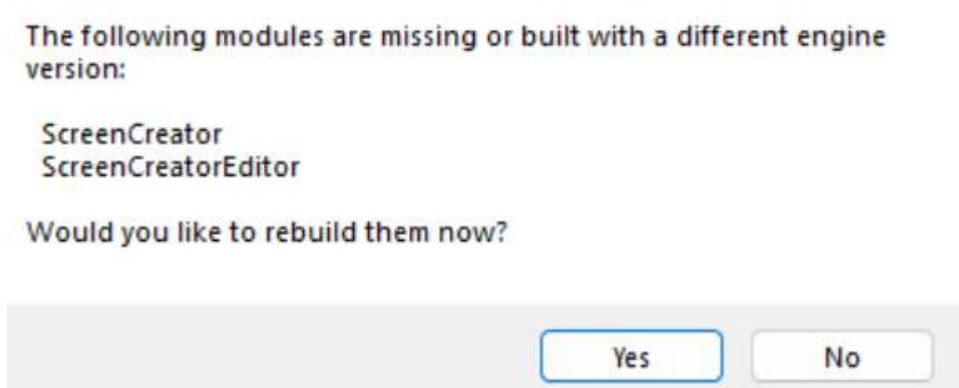 The following modules are missing or built with a different engine
version:
ScreenCreator
ScreenCreatorEditor
Would you like to rebuild them now?
Yes
No